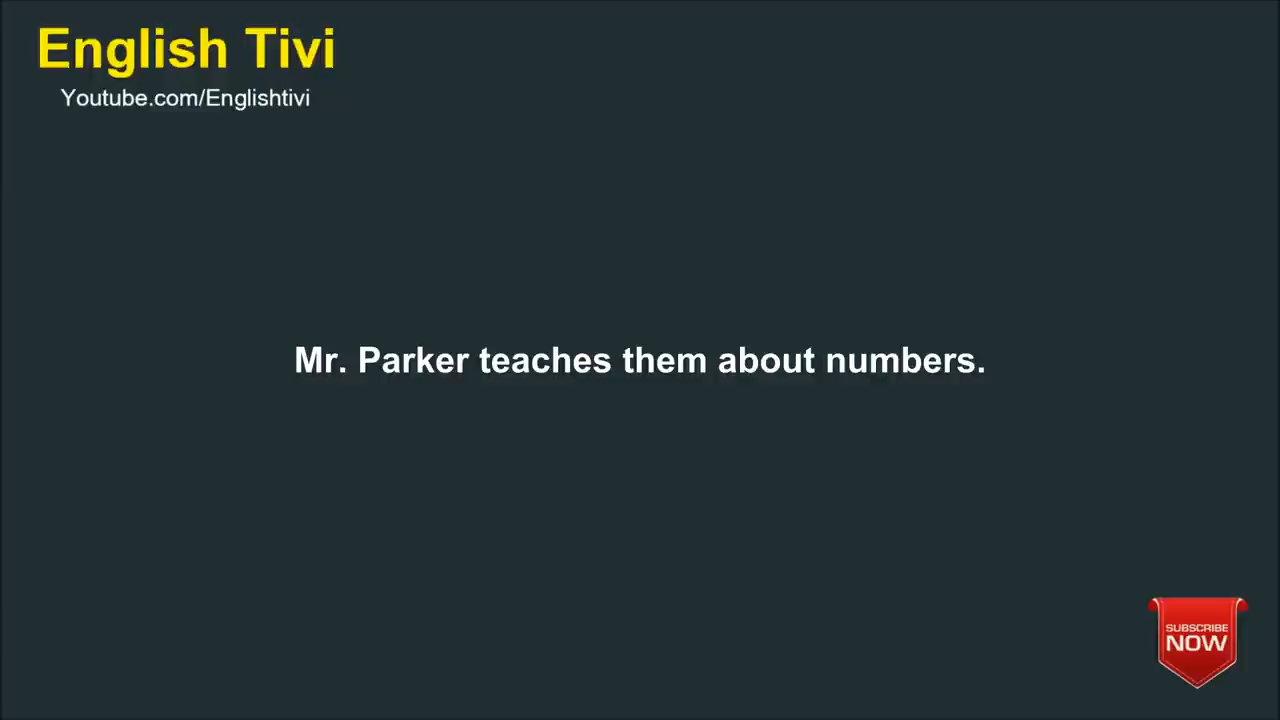 English Tivi
Youtube.com/Englishtivi
Mr. Parker teaches them about numbers.
SUBSCRIBE
NOW